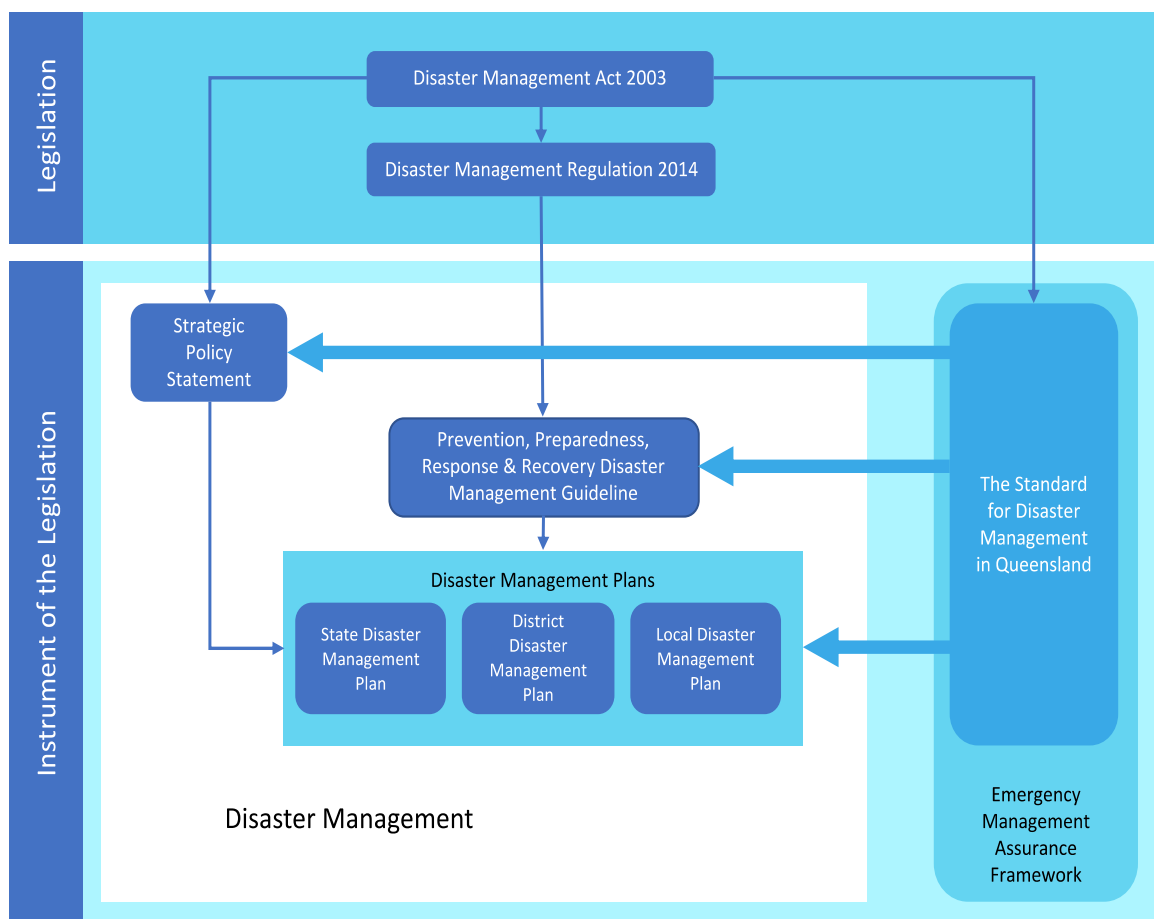 Legislation
Disaster Management Act 2003
Disaster Management Regulation 2014
Instrument of the Legislation
Strategic
Policy
Statement
Prevention, Preparedness,
Response & Recovery Disaster
Management Guideline
Disaster Management Plans
State Disaster
Management
Plan
District
Disaster
Management
Plan
Local Disaster
Management
Plan
Disaster Management
The Standard
for Disaster
Management
in Queensland
Emergency
Management
Assurance
Framework